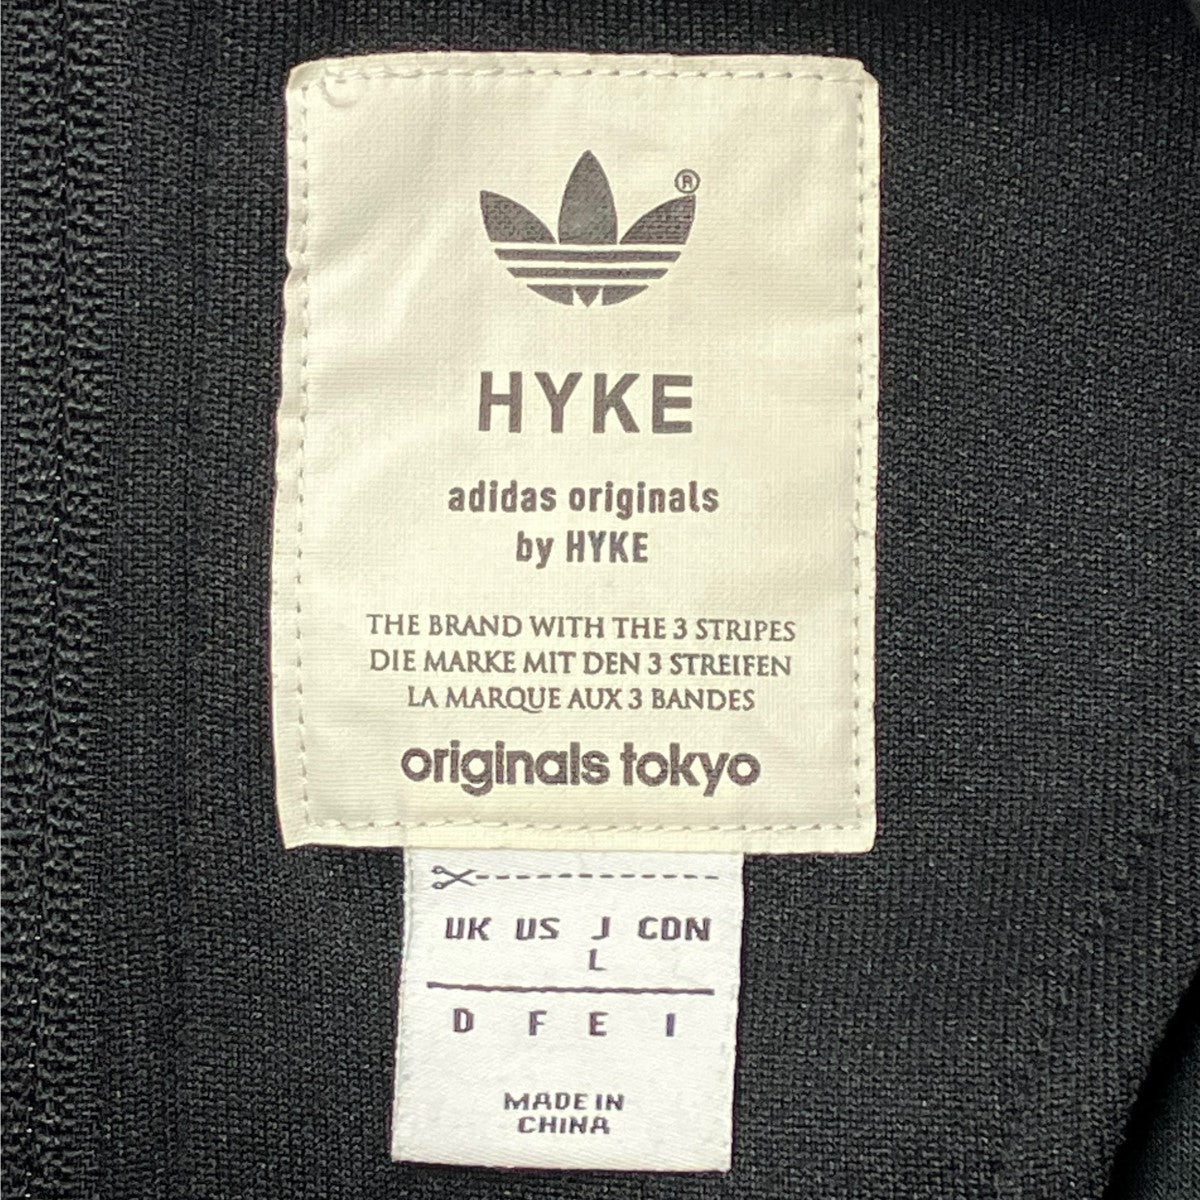 ®
HYKE
adidas originals
by HYKE
THE BRAND WITH THE 3 STRIPES
DIE MARKE MIT DEN 3 STREIFEN
LA MARQUE AUX 3 BANDES
originals tokyo
UK US J CDN
L
D F E I
MADE IN
CHINA